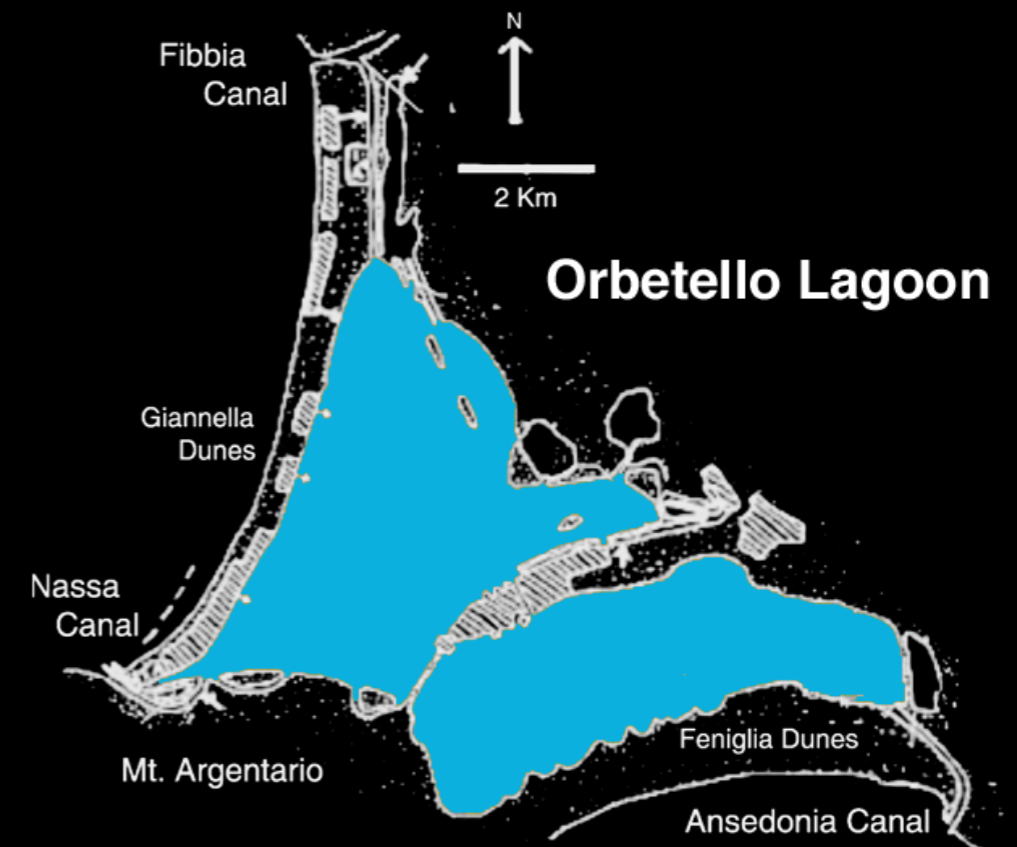 N
Fibbia
Canal
2 Km
Orbetello Lagoon
Giannella
Dunes
Nassa
Canal
Feniglia Dunes
Mt. Argentario
Ansedonia Canal